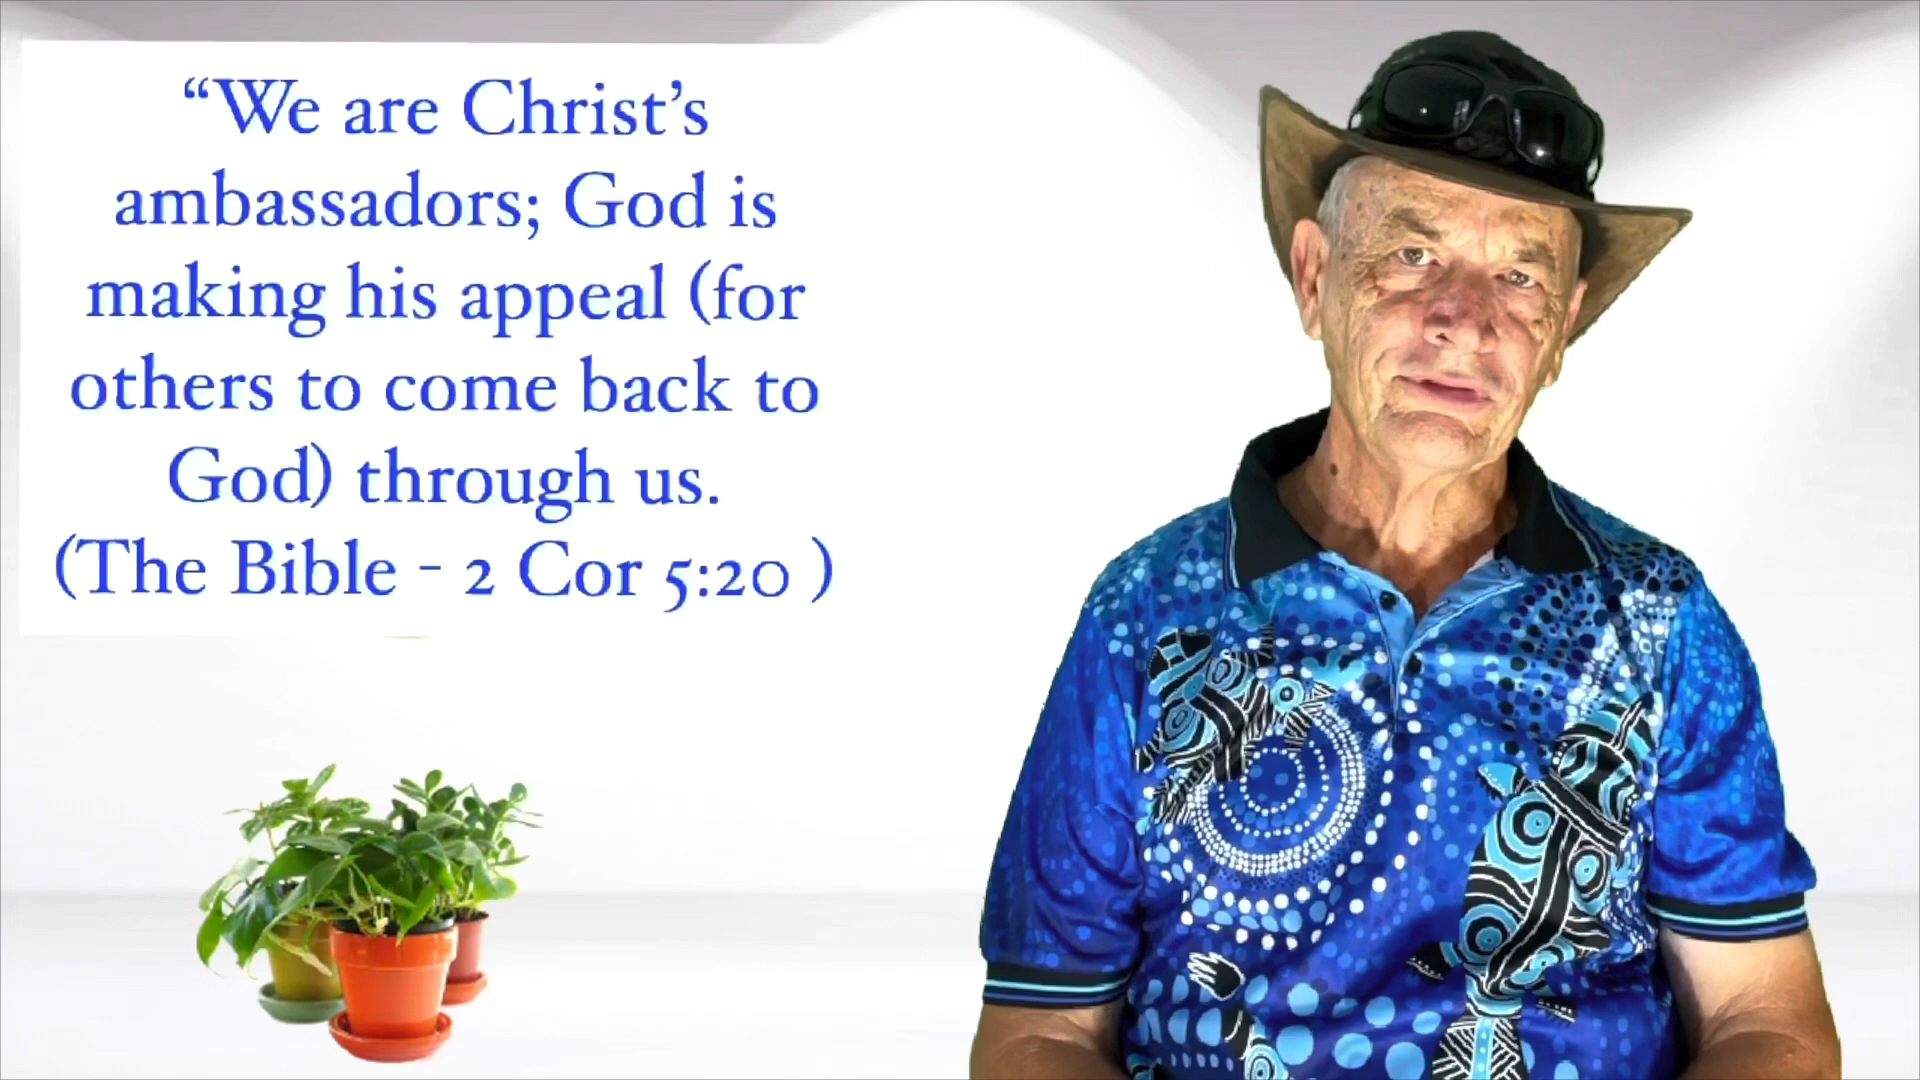 “We are Christ’s
ambassadors; God is
making his appeal (for
others to come back to
God) through us.
(The Bible - 2 Cor 5:20 )